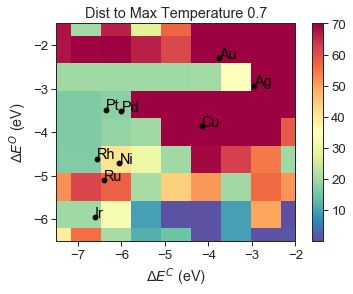 Dist to Max Temperature 0.7
ΔE^O (eV)
−2
−3
−4
−5
−6
Au
Ag
Pt
Pd
Cu
Rh
Ni
Ru
Ir
−7
−6
−5
−4
−3
−2
ΔE^C (eV)
70
60
50
40
30
20
10